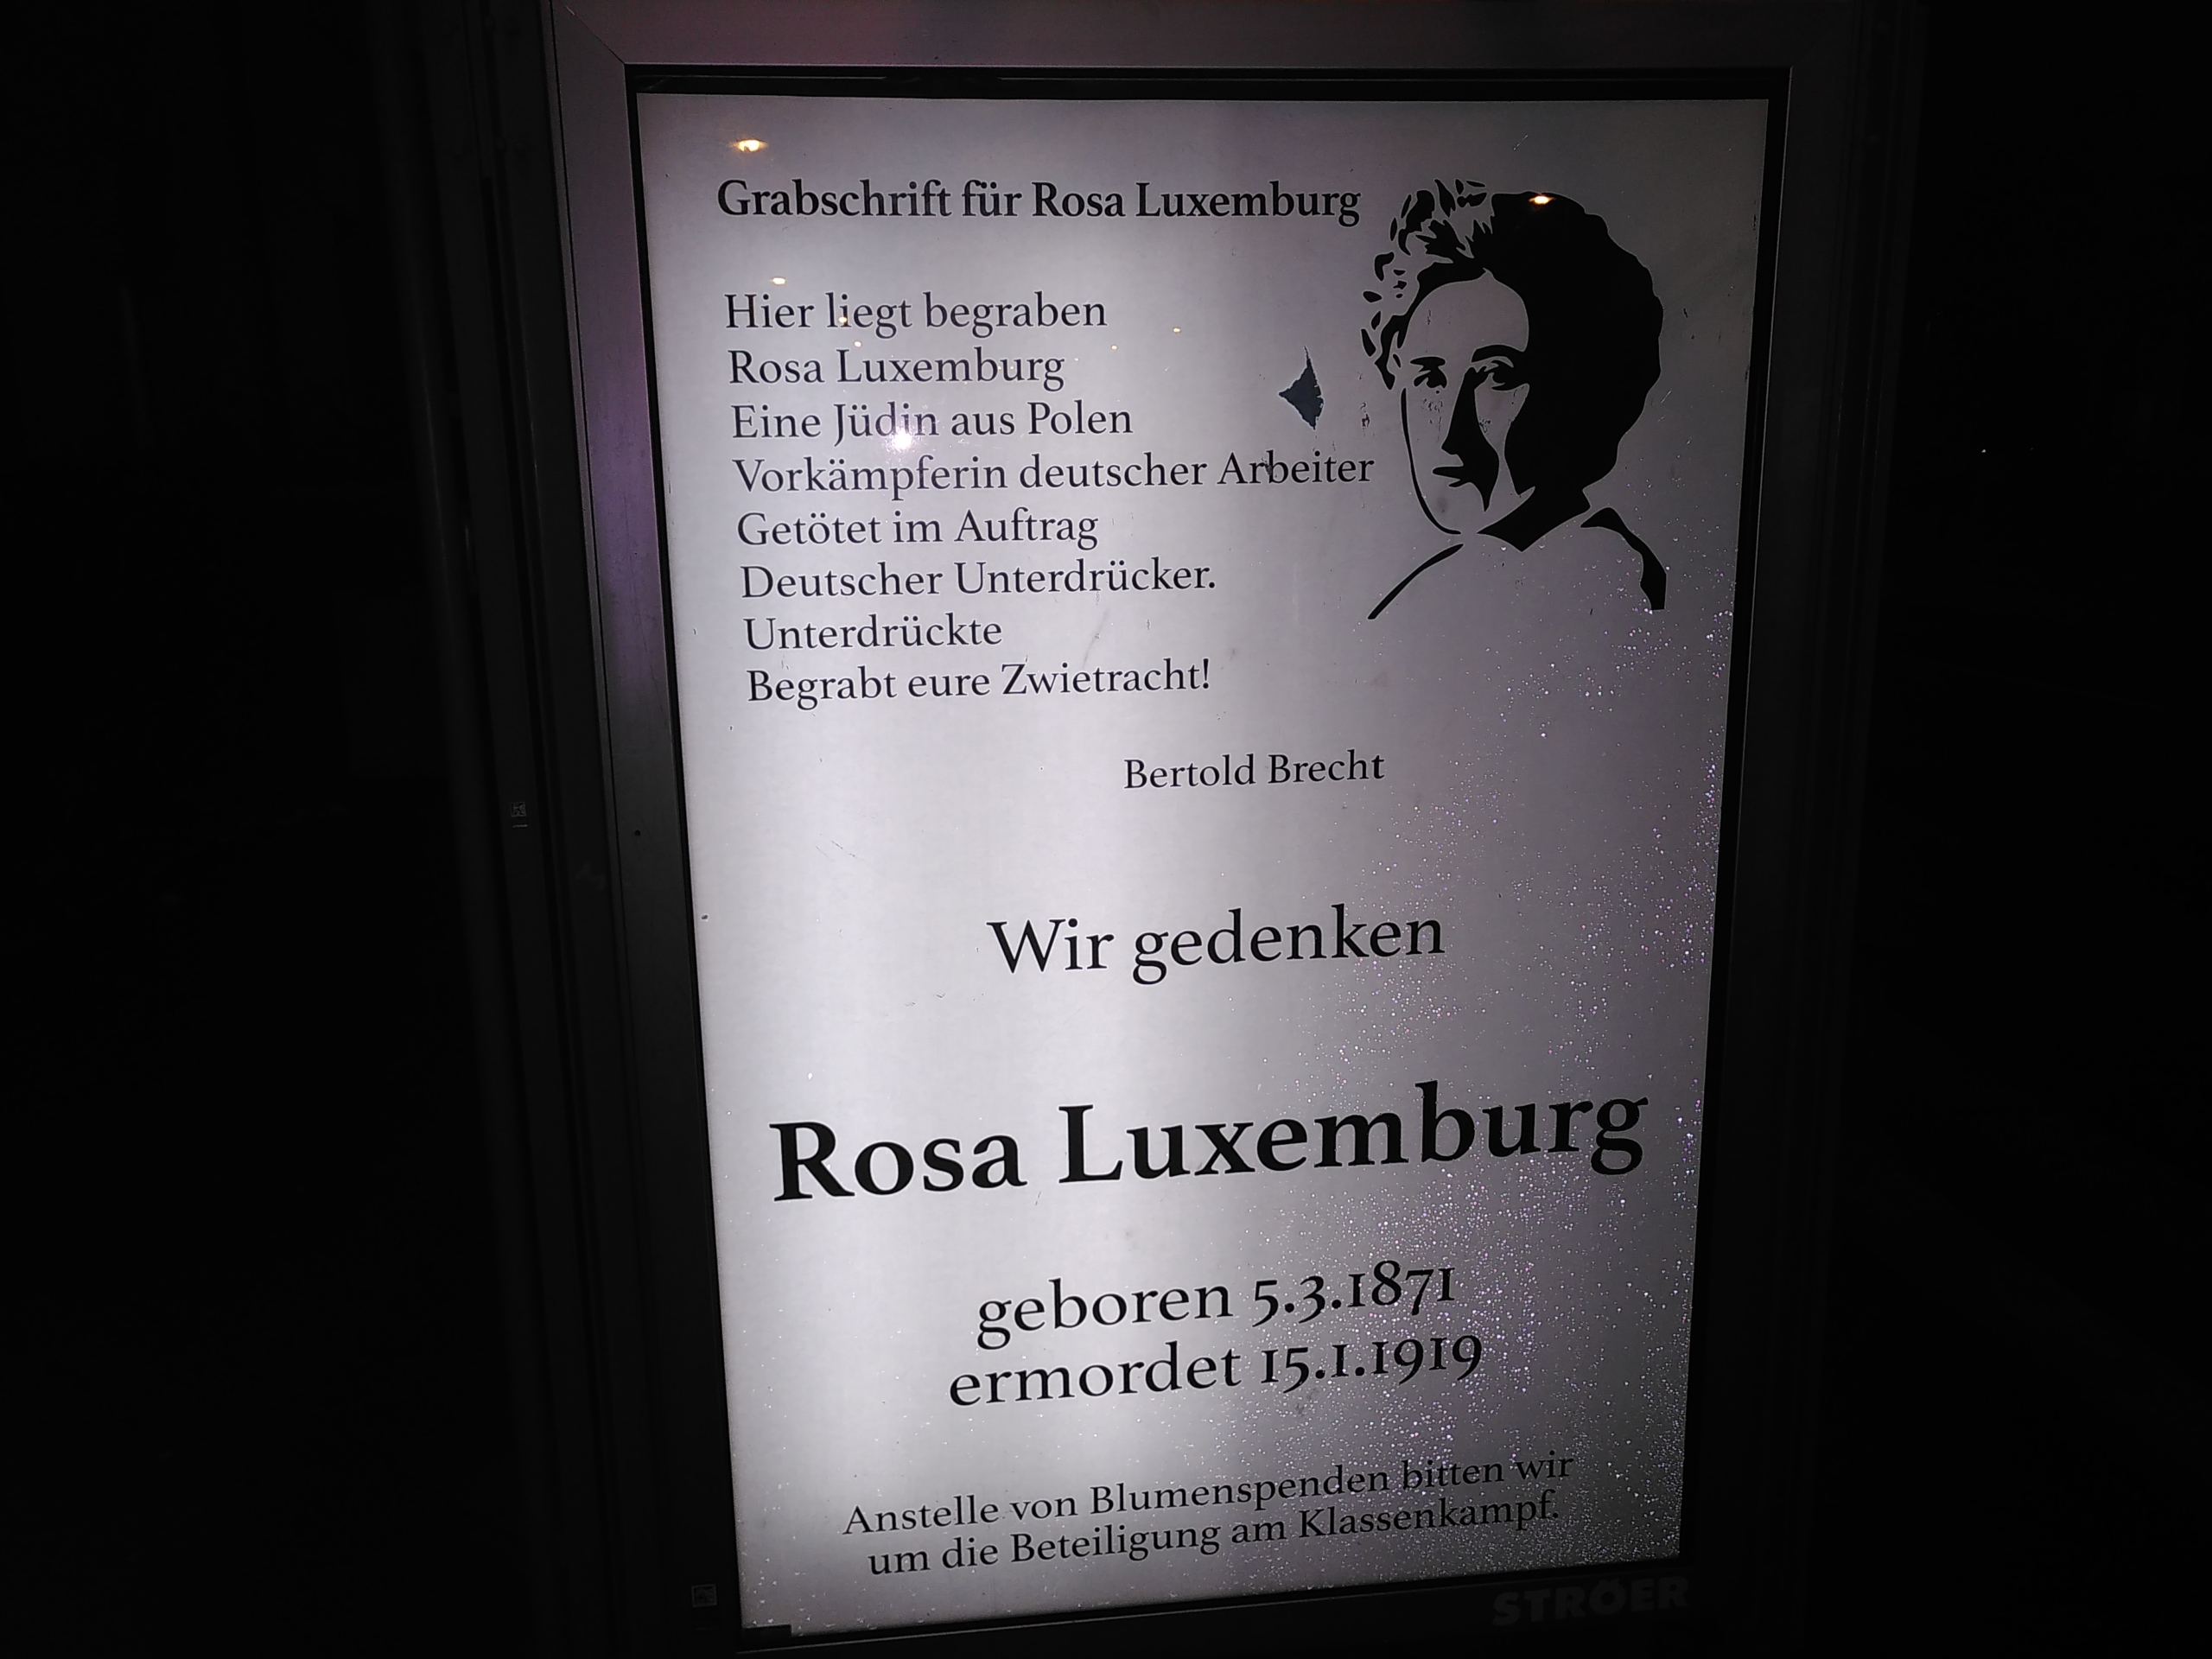 Grabschrift für Rosa Luxemburg
Hier liegt begraben
Rosa Luxemburg
Eine Jüdin aus Polen
Vorkämpferin deutscher Arbeiter
Getötet im Auftrag
Deutscher Unterdrücker.
Unterdrückte
Begrabt eure Zwietracht!
Bertold Brecht
Wir gedenken
Rosa Luxemburg
geboren 5.3.1871
ermordet 15.1.1919
Anstelle von Blumenspenden bitten wir
um die Beteiligung am Klassenkampf.
STRÖER